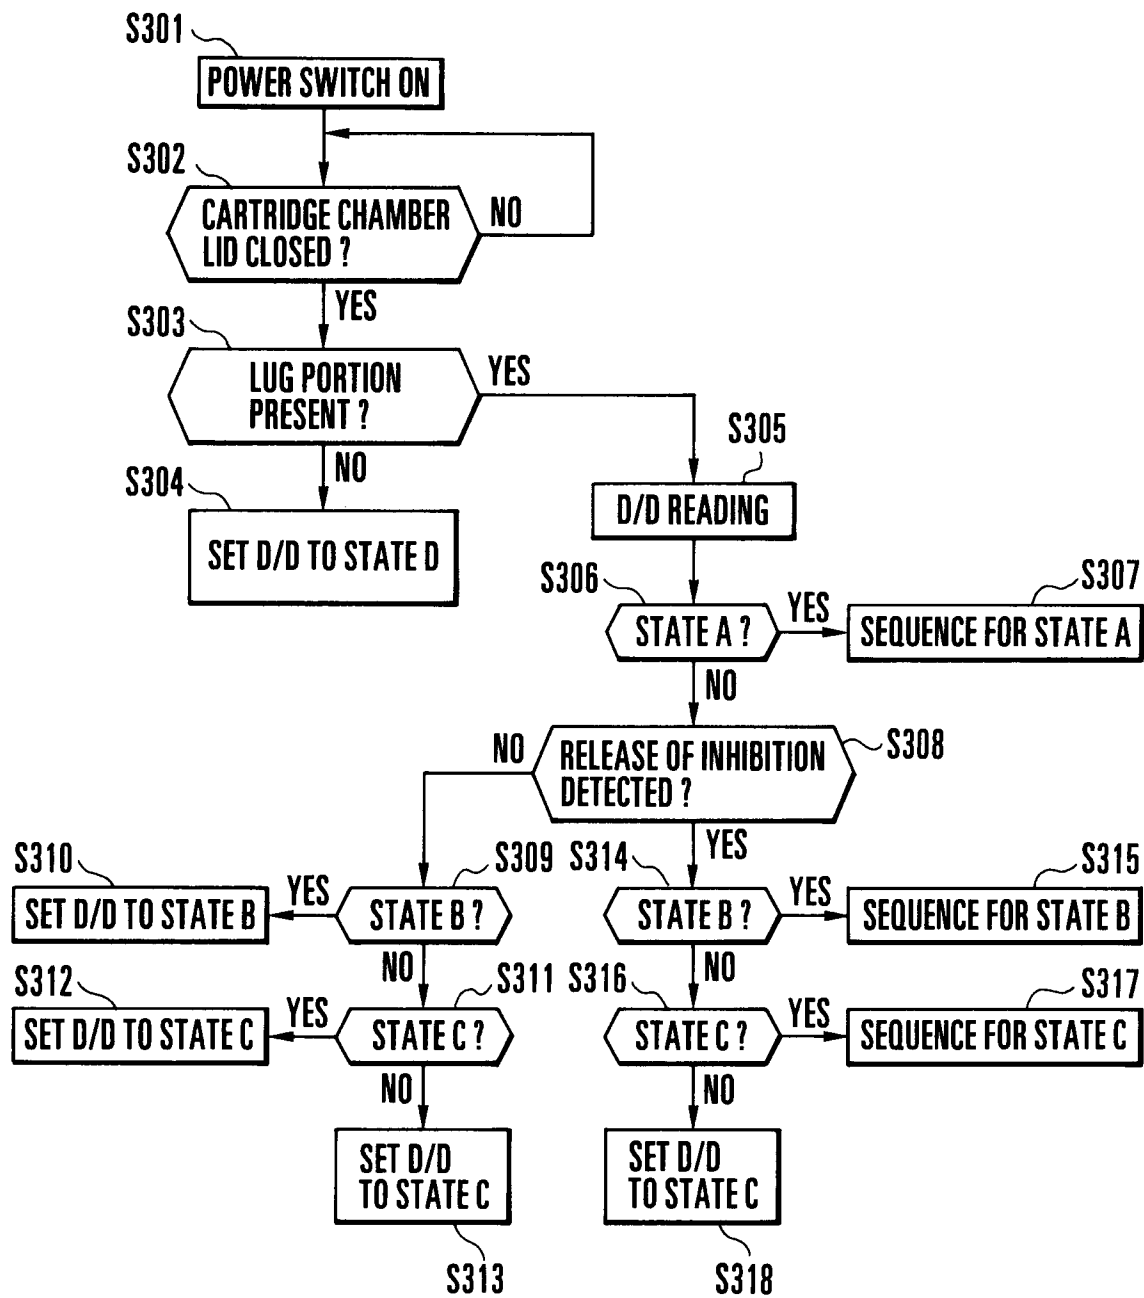 S301
POWER SWITCH ON
S302
CARTRIDGE CHAMBER
LID CLOSED ?
NO
YES
S303
LUG PORTION
PRESENT ?
YES
NO
S304
SET D/D TO STATE D
S305
D/D READING
S306
STATE A ?
YES
S307
SEQUENCE FOR STATE A
NO
S308
RELEASE OF INHIBITION
DETECTED ?
NO
YES
S309
STATE B ?
YES
S310
SET D/D TO STATE B
NO
S311
STATE C ?
YES
S312
SET D/D TO STATE C
NO
SET D/D
TO STATE C
S313
S314
STATE B ?
YES
S315
SEQUENCE FOR STATE B
NO
S316
STATE C ?
YES
S317
SEQUENCE FOR STATE C
NO
SET D/D
TO STATE C
S318